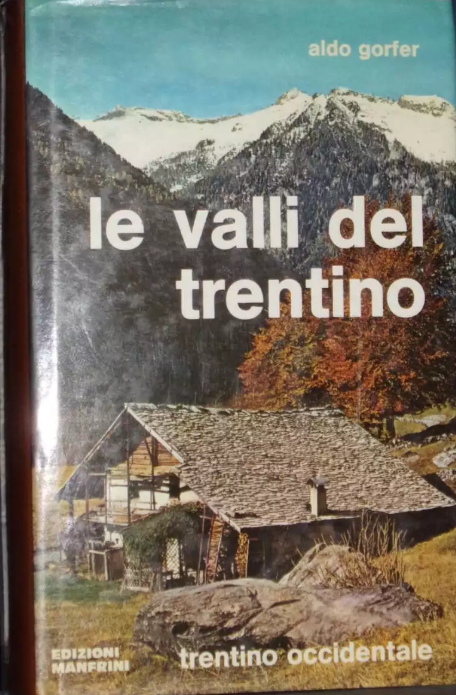 aldo gorfer
le valli del
trentino
EDIZIONI
MANFRINI
trentino occidentale